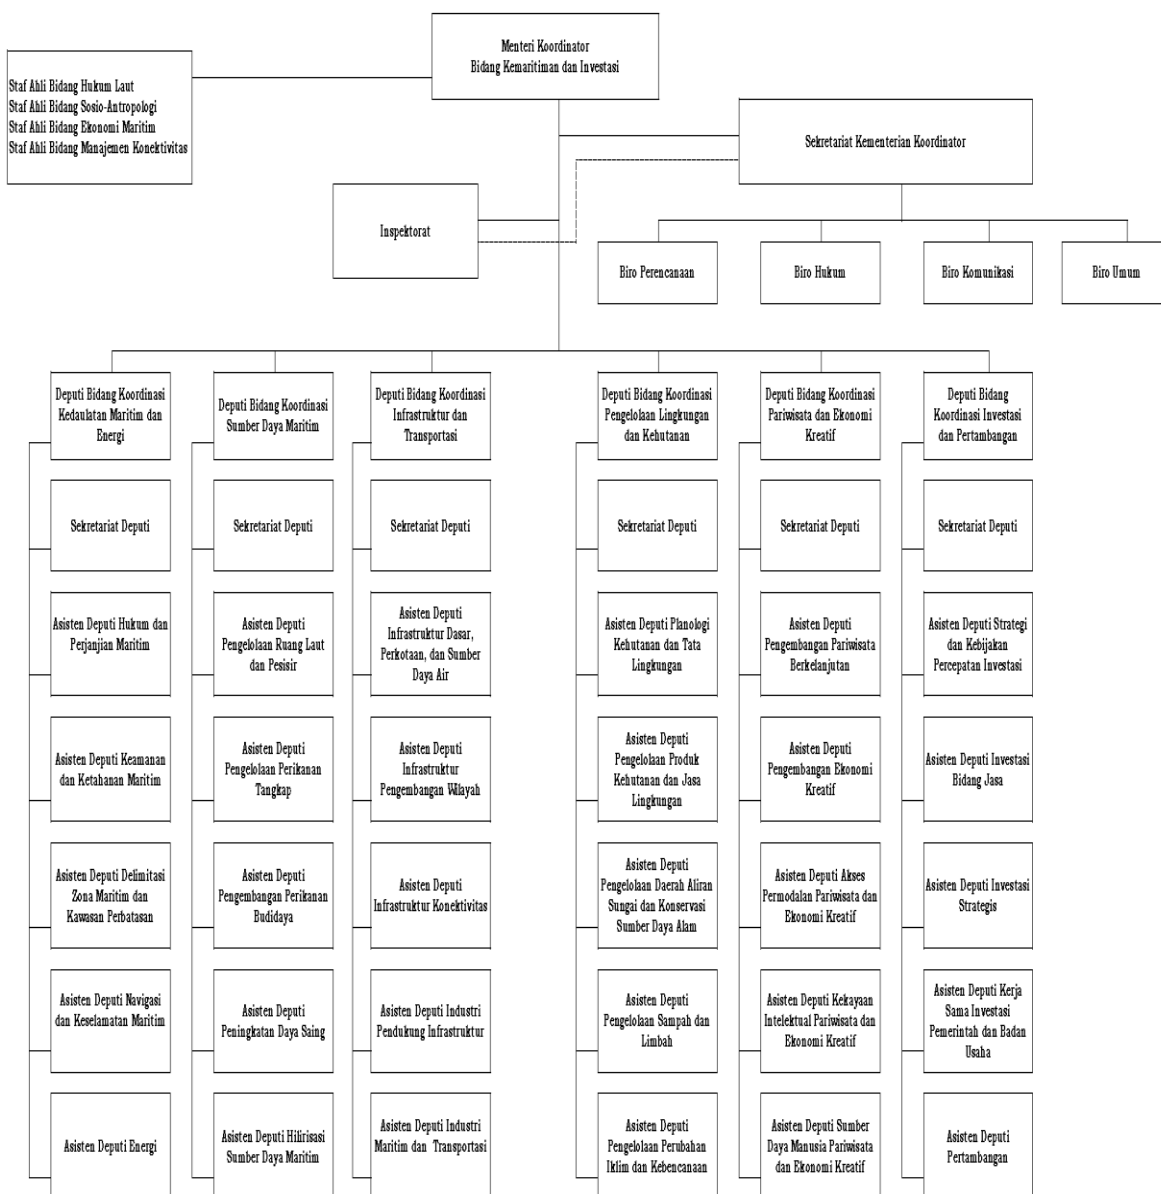 Menteri Koordinator
Bidang Kemaritiman dan Investasi
Staf Ahli Bidang Hukum Laut
Staf Ahli Bidang Sosio-Antropologi
Staf Ahli Bidang Ekonomi Maritim
Staf Ahli Bidang Manajemen Konektivitas
Sekretariat Kementerian Koordinator
Inspektorat
Biro Perencanaan
Biro Hukum
Biro Komunikasi
Biro Umum
Deputi Bidang Koordinasi
Kedaulatan Maritim dan
Energi
Sekretariat Deputi
Asisten Deputi Hukum dan
Perjanjian Maritim
Asisten Deputi Keamanan
dan Ketahanan Maritim
Asisten Deputi Delimitasi
Zona Maritim dan
Kawasan Perbatasan
Asisten Deputi Navigasi
dan Keselamatan Maritim
Asisten Deputi Energi
Deputi Bidang Koordinasi
Sumber Daya Maritim
Sekretariat Deputi
Asisten Deputi
Pengelolaan Ruang Laut
dan Pesisir
Asisten Deputi
Pengelolaan Perikanan
Tangkap
Asisten Deputi
Pengembangan Perikanan
Budidaya
Asisten Deputi
Peningkatan Daya Saing
Asisten Deputi Hilirisasi
Sumber Daya Maritim
Deputi Bidang Koordinasi
Infrastruktur dan
Transportasi
Sekretariat Deputi
Asisten Deputi
Infrastruktur Dasar,
Perkotaan, dan Sumber
Daya Air
Asisten Deputi
Infrastruktur
Pengembangan Wilayah
Asisten Deputi
Infrastruktur Konektivitas
Asisten Deputi Industri
Pendukung Infrastruktur
Asisten Deputi Industri
Maritim dan Transportasi
Deputi Bidang Koordinasi
Pengelolaan Lingkungan
dan Kehutanan
Sekretariat Deputi
Asisten Deputi Planologi
Kehutanan dan Tata
Lingkungan
Asisten Deputi
Pengelolaan Produk
Kehutanan dan Jasa
Lingkungan
Asisten Deputi
Pengelolaan Daerah Aliran
Sungai dan Konservasi
Sumber Daya Alam
Asisten Deputi
Pengelolaan Sampah dan
Limbah
Asisten Deputi
Pengelolaan Perubahan
Iklim dan Kebencanaan
Deputi Bidang Koordinasi
Pariwisata dan Ekonomi
Kreatif
Sekretariat Deputi
Asisten Deputi
Pengembangan Pariwisata
Berkelanjutan
Asisten Deputi
Pengembangan Ekonomi
Kreatif
Asisten Deputi Akses
Permodalan Pariwisata dan
Ekonomi Kreatif
Asisten Deputi Kekayaan
Intelektual Pariwisata dan
Ekonomi Kreatif
Asisten Deputi Sumber
Daya Manusia Pariwisata
dan Ekonomi Kreatif
Deputi Bidang
Koordinasi Investasi
dan Pertambangan
Sekretariat Deputi
Asisten Deputi Strategi
dan Kebijakan
Percepatan Investasi
Asisten Deputi Investasi
Bidang Jasa
Asisten Deputi Investasi
Strategis
Asisten Deputi Kerja
Sama Investasi
Pemerintah dan Badan
Usaha
Asisten Deputi
Pertambangan